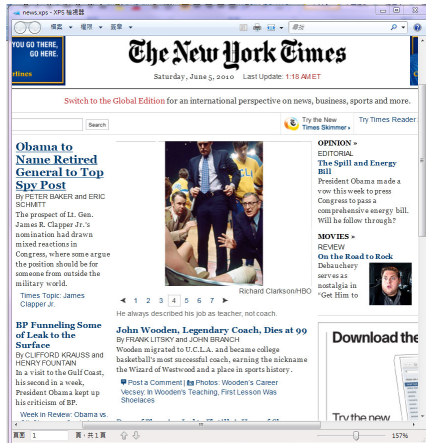 news.xps - XPS 檢視器
檔案 權限 簽章
尋找
YOU GO THERE,
GO HERE.
rlines
The New York Times
Saturday, June 5, 2010 Last Update: 1:18 AM ET
Switch to the Global Edition for an international perspective on news, business, sports and more.
Search
Try the New
Times Skimmer »
Try Times Reader
Obama to
Name Retired
General to Top
Spy Post
By PETER BAKER and ERIC
SCHMITT
The prospect of Lt. Gen.
James R. Clapper Jr.'s
nomination had drawn
mixed reactions in
Congress, where some argue
the position should be for
someone from outside the
military world.
Times Topic: James
Clapper Jr.
BP Funneling Some
of Leak to the
Surface
By CLIFFORD KRAUSS and
HENRY FOUNTAIN
In a visit to the Gulf Coast,
his second in a week,
President Obama kept up
his criticism of BP.
Week in Review: Obama vs.
UCLA
Richard Clarkson/HBO
◀ 1 2 3 4 5 6 7 ▶
He always described his job as teacher, not coach.
John Wooden, Legendary Coach, Dies at 99
By FRANK LITSKY and JOHN BRANCH
Wooden migrated to U.C.L.A. and became college
basketball's most successful coach, earning the nickname
the Wizard of Westwood and a place in sports history.
Post a Comment | Photos: Wooden's Career
Vecsey: In Wooden's Teaching, First Lesson Was
Shoelaces
OPINION »
EDITORIAL
The Spill and Energy
Bill
President Obama made a
vow this week to press
Congress to pass a
comprehensive energy bill.
Will he follow through?
MOVIES »
REVIEW
On the Road to Rock
Debauchery
serves as
nostalgia in
"Get Him to
Download the
Try the new
頁面 1 頁，共 1 頁
157%